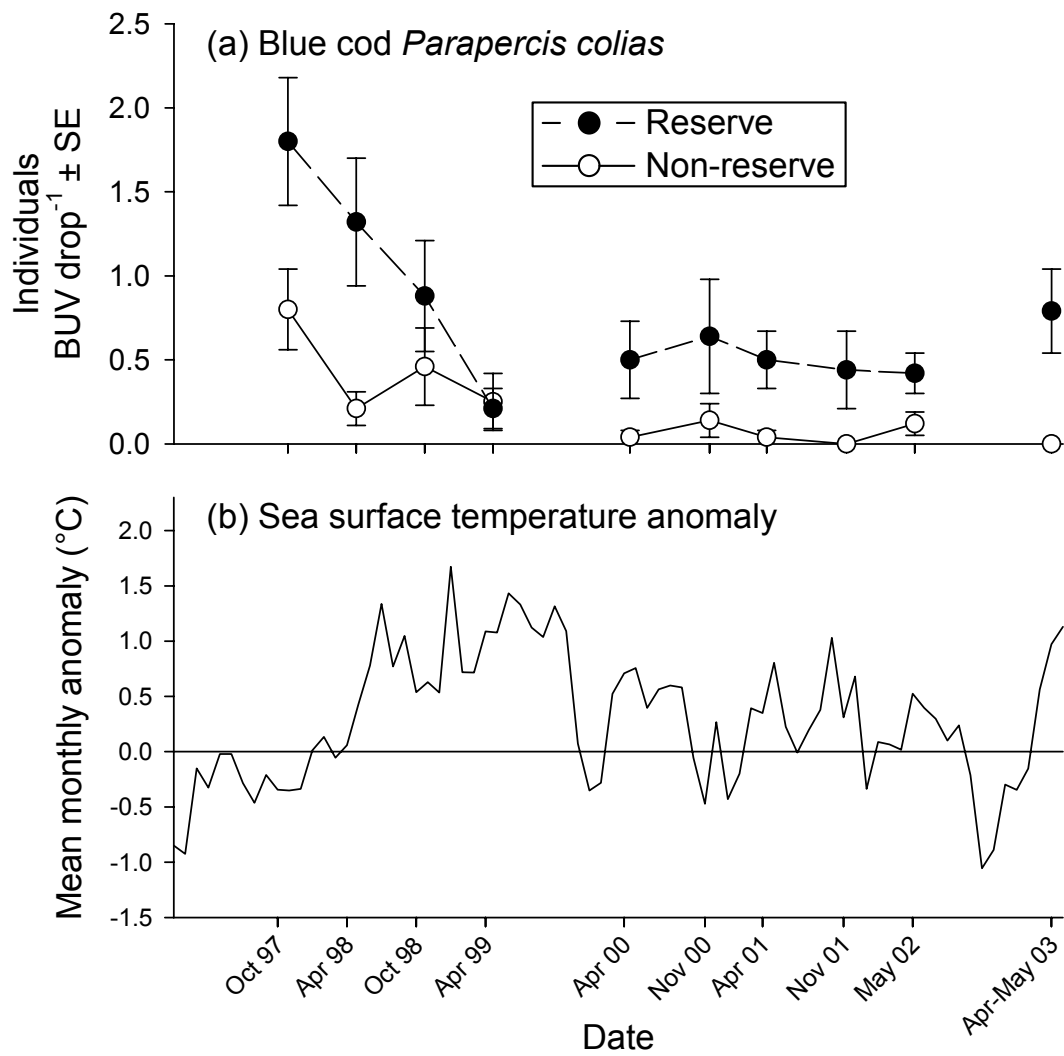 (a) Blue cod Parapercis colias
Individuals
BUV drop⁻¹ ± SE
2.5
2.0
1.5
1.0
0.5
0.0
Reserve
Non-reserve
(b) Sea surface temperature anomaly
Mean monthly anomaly (°C)
2.0
1.5
1.0
0.5
0.0
-0.5
-1.0
-1.5
Oct 97
Apr 98
Oct 98
Apr 99
Apr 00
Nov 00
Apr 01
Nov 01
May 02
Apr-May 03
Date